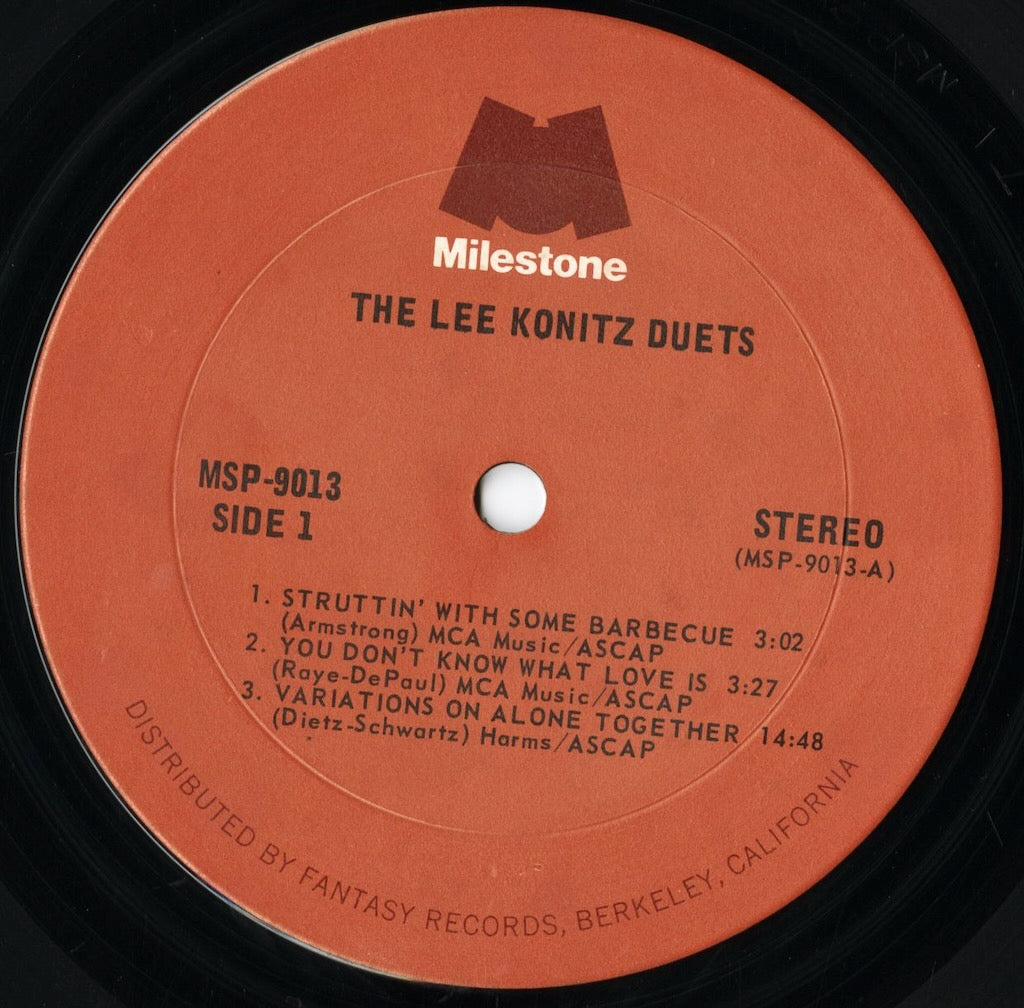 Milestone
THE LEE KONITZ DUETS
MSP-9013
SIDE 1
STEREO
(MSP-9013-A)
1. STRUTTIN' WITH SOME BARBECUE 3:02
(Armstrong) MCA Music/ASCAP
2. YOU DON'T KNOW WHAT LOVE IS 3:27
(Raye-DePaul) MCA Music/ASCAP
3. VARIATIONS ON ALONE TOGETHER 14:48
(Dietz-Schwartz) Harms/ASCAP
DISTRIBUTED BY FANTASY RECORDS, BERKELEY, CALIFORNIA